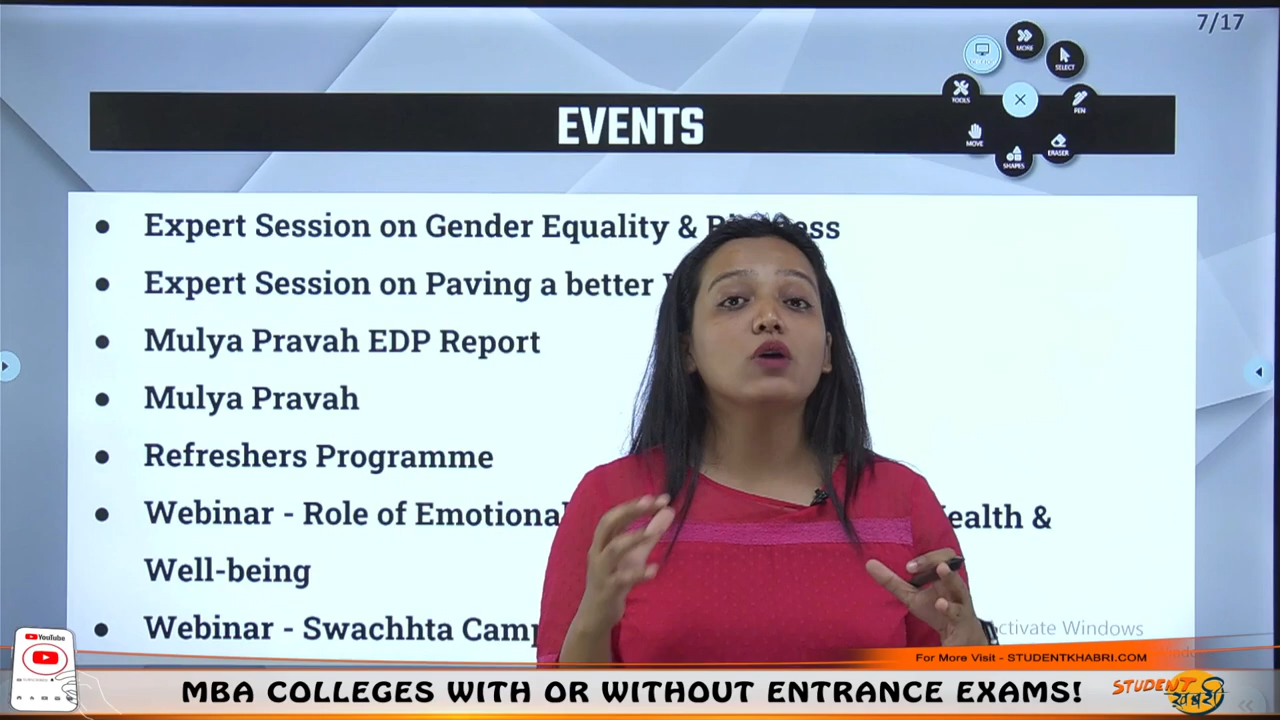 7/17
MORE
SELECT
TOOLS
PEN
MOVE
ERASER
SHAPES
EVENTS
● Expert Session on Gender Equality &
● Expert Session on Paving a better
● Mulya Pravah EDP Report
● Mulya Pravah
● Refreshers Programme
● Webinar - Role of Emotional &
Well-being
● Webinar - Swachhta
Activate Windows
YouTube
For More Visit - STUDENTKHABRI.COM
MBA COLLEGES WITH OR WITHOUT ENTRANCE EXAMS!
STUDENT
खबरी